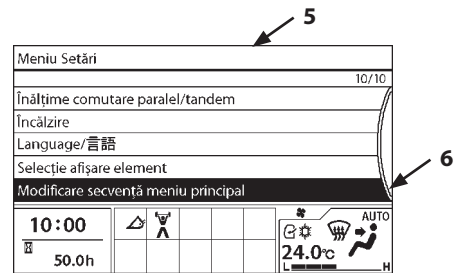 5
Meniu Setări
10/10
Înălțime comutare paralel/tandem
Încălzire
Language/言語
Selecție afișare element
6
Modificare secvență meniu principal
10:00
50.0h
AUTO
24.0°C
L H